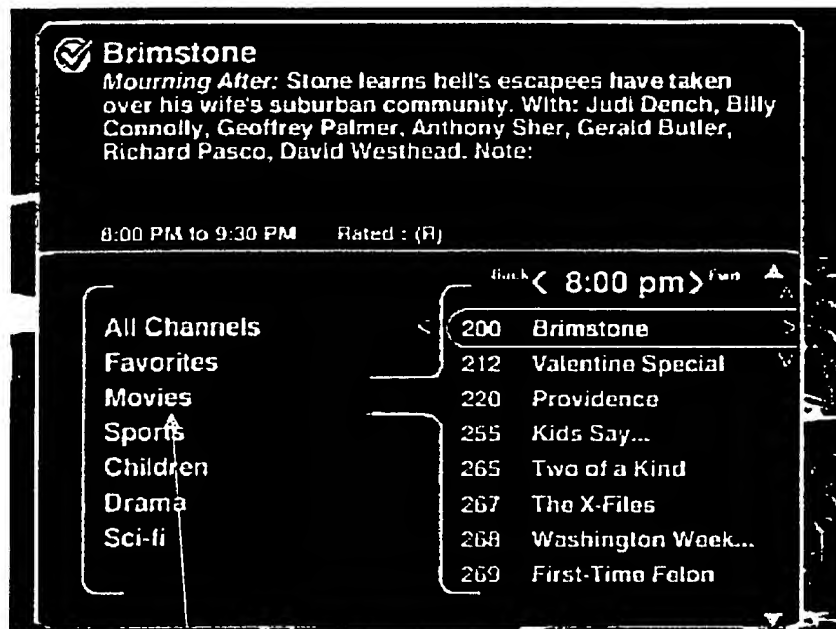 Brimstone
Mourning After: Stone learns hell's escapees have taken
over his wife's suburban community. With: Judi Dench, Billy
Connolly, Geoffrey Palmer, Anthony Sher, Gerald Butler,
Richard Pasco, David Westhead. Note:
8:00 PM to 9:30 PM Rated : (R)
Back < 8:00 pm > Fwd
All Channels < 200 Brimstone >
Favorites 212 Valentine Special
Movies 220 Providence
Sports 255 Kids Say...
Children 265 Two of a Kind
Drama 267 The X-Files
Sci-fi 268 Washington Week...
269 First-Time Felon